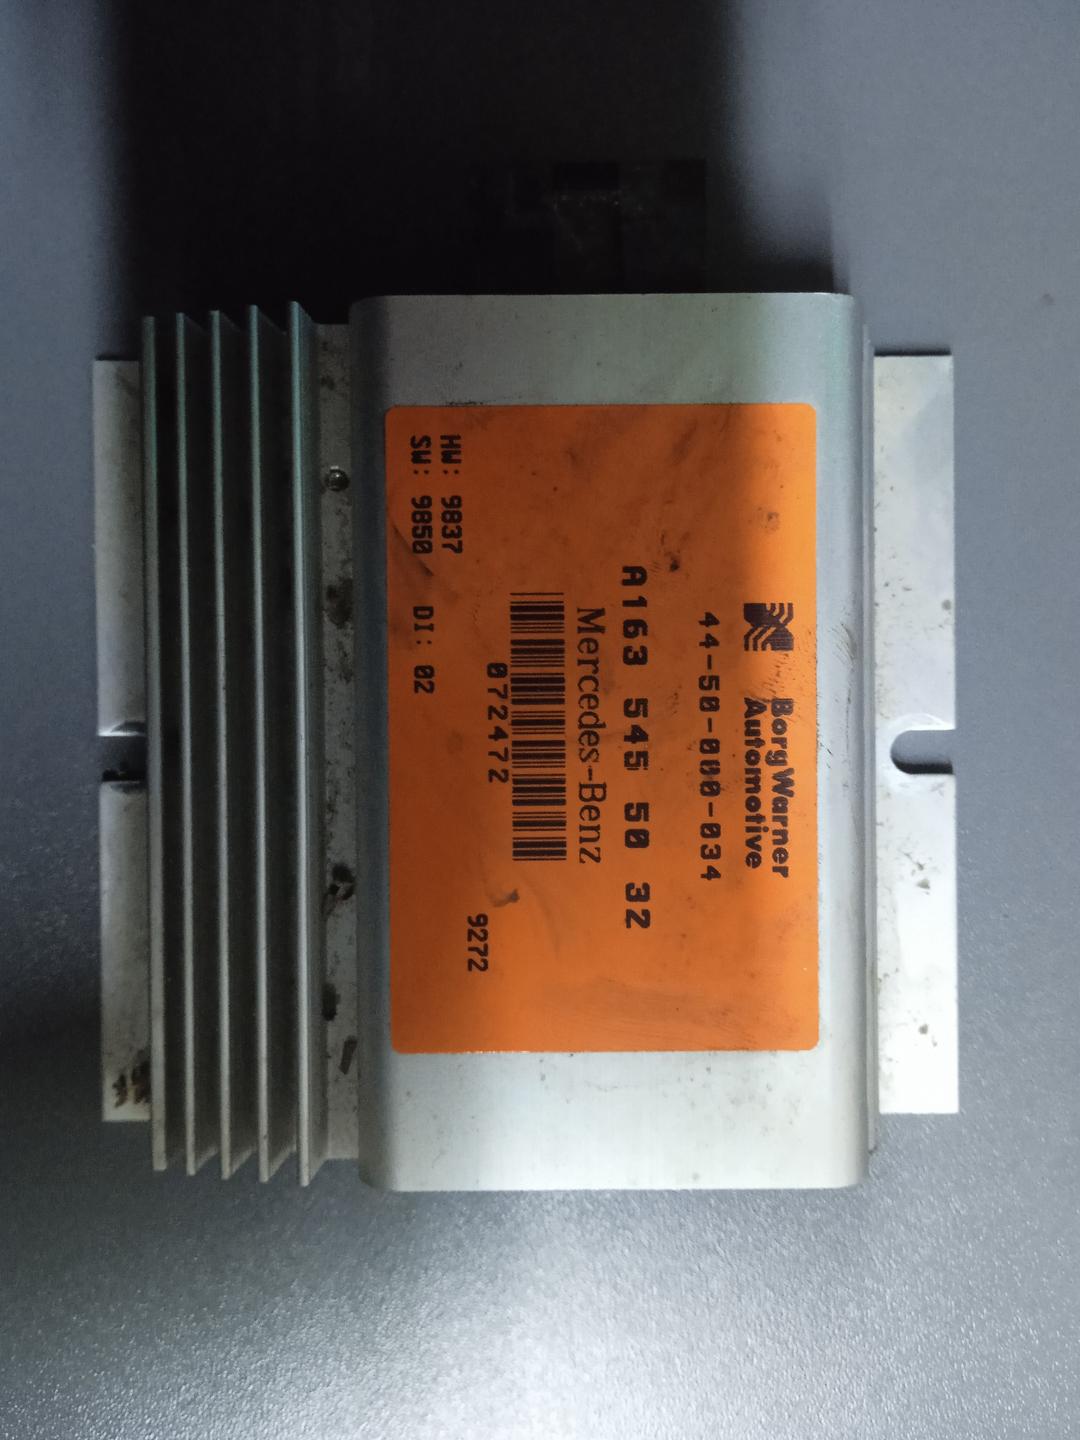 BorgWarner
Automotive
44-50-000-034
A163 545 50 32
Mercedes-Benz
072472
9272
HW: 9837
SW: 9850 DI: 02